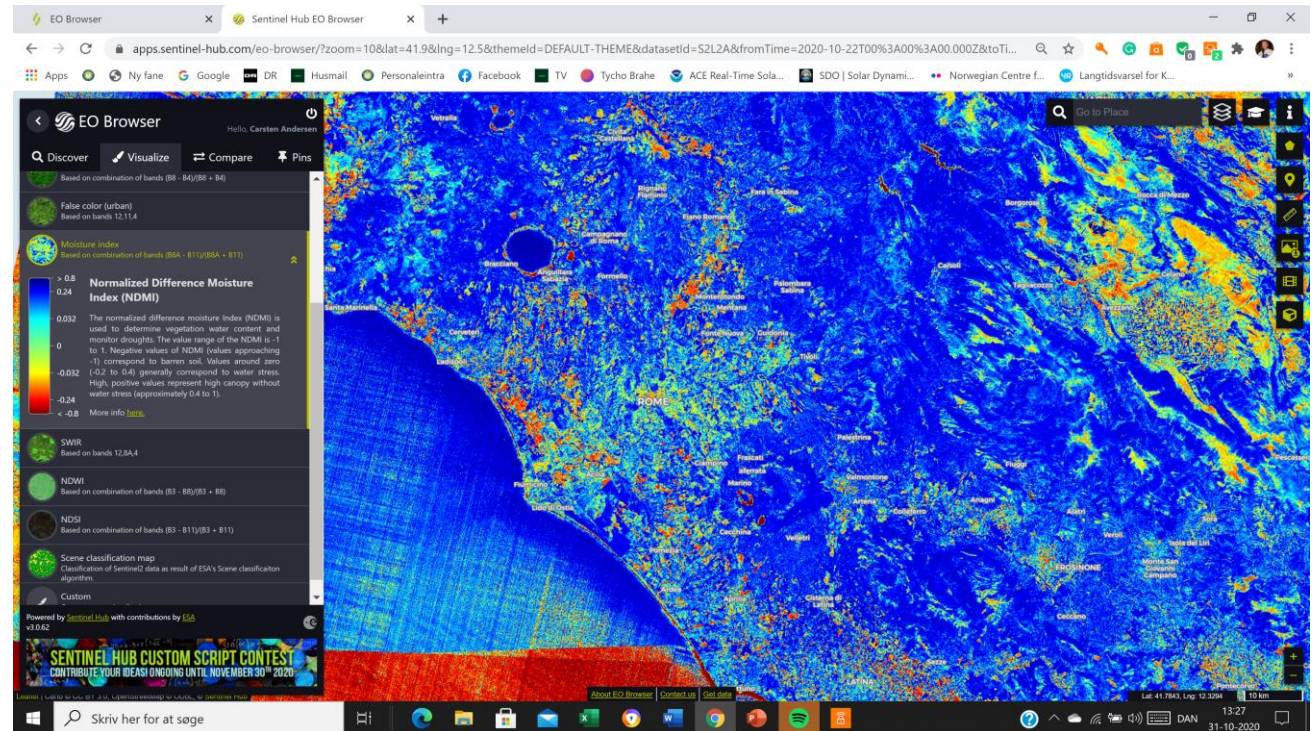 EO Browser
Sentinel Hub EO Browser
apps.sentinel-hub.com/eo-browser/?zoom=10&lat=41.9&lng=12.5&themeId=DEFAULT-THEME&datasetId=S2L2A&fromTime=2020-10-22T00%3A00%3A00.000Z&toTi...
Apps
Ny fane
Google
DR
Husmail
Personaleintra
Facebook
TV
Tycho Brahe
ACE Real-Time Sola...
SDO | Solar Dynami...
Norwegian Centre f...
Langtidsvarsel for K...
EO Browser
Hello, Carsten Andersen
Discover
Visualize
Compare
Pins
Based on combination of bands (B8 - B4)/(B8 + B4)
False color (urban)
Based on bands 12,11,4
Moisture index
Based on combination of bands (B8A - B11)/(B8A + B11)
> 0.8
0.24
0.032
0
-0.032
-0.24
< -0.8
Normalized Difference Moisture
Index (NDMI)
The normalized difference moisture Index (NDMI) is
used to determine vegetation water content and
monitor droughts. The value range of the NDMI is -1
to 1. Negative values of NDMI (values approaching
-1) correspond to barren soil. Values around zero
(-0.2 to 0.4) generally correspond to water stress.
High, positive values represent high canopy without
water stress (approximately 0.4 to 1).
More info here.
SWIR
Based on bands 12,8A,4
NDWI
Based on combination of bands (B3 - B8)/(B3 + B8)
NDSI
Based on combination of bands (B3 - B11)/(B3 + B11)
Scene classification map
Classification of Sentinel2 data as result of ESA's Scene classificaiton
algorithm.
Custom
Powered by Sentinel Hub with contributions by ESA
v3.0.62
SENTINEL HUB CUSTOM SCRIPT CONTEST
CONTRIBUTE YOUR IDEAS! ONGOING UNTIL NOVEMBER 30TH 2020
Go to Place
Vetralla
Civita
Castellana
Rignano
Flaminio
Fara in Sabina
Fiano Romano
Campagnano
di Roma
Bracciano
Anguillara
Sabazia
Formello
Monterotondo
Mentana
Palombara
Sabina
Santa Marinella
Cerveteri
Ladispoli
Fonte Nuova
Guidonia
Tivoli
ROME
Fiumicino
Lido di Ostia
Ciampino
Frascati
Marino
Palestrina
Valmontone
Artena
Colleferro
Cecchina
Velletri
Pomezia
Ardea
Aprilia
Cisterna di
Latina
LATINA
Sezze
Borgorose
Rocca di Mezzo
Carsoli
Tagliacozzo
Celano
Avezzano
Fiuggi
Anagni
Alatri
Veroli
Sora
Isola del Liri
Monte San
Giovanni
Campano
FROSINONE
Ceccano
About EO Browser
Contact us
Get data
Lat: 41.7843, Lng: 12.3294
10 km
Skriv her for at søge
DAN
13:27
31-10-2020